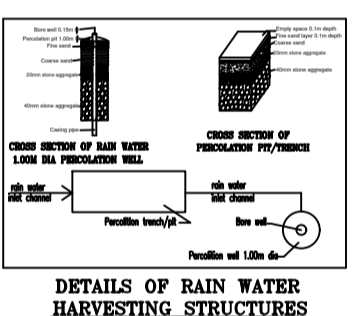 Bore well 0.15m
Percolation pit 1.00m
Fine sand
Coarse sand
20mm stone aggregate
40mm stone aggregate
Casing pipe
CROSS SECTION OF RAIN WATER
1.00M DIA PERCOLATION WELL
Empty space 0.1m depth
Fine sand layer 0.1m depth
Coarse sand
20mm stone aggregate
40mm stone aggregate
CROSS SECTION OF
PERCOLATION PIT/TRENCH
rain water
inlet channel
Percolition trench/pit
rain water
inlet channel
Bore well
Percolition well 1.00m dia
DETAILS OF RAIN WATER
HARVESTING STRUCTURES